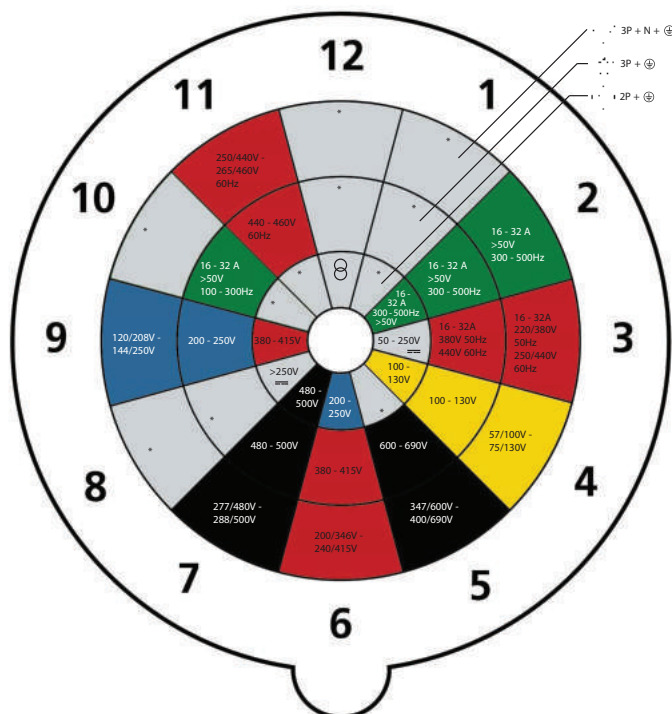 3P + N +
3P +
2P +
12
1
2
3
4
5
6
7
8
9
10
11
250/440V -
265/460V
60Hz
440 - 460V
60Hz
16 - 32 A
>50V
300 - 500Hz
16 - 32 A
>50V
300 - 500Hz
16 -
32 A
300 - 500Hz
>50V
16 - 32A
220/380V
50Hz
250/440V
60Hz
16 - 32A
380V 50Hz
440V 60Hz
50 - 250V
57/100V -
75/130V
100 - 130V
100 -
130V
347/600V -
400/690V
600 - 690V
200 -
250V
380 - 415V
200/346V -
240/415V
480 -
500V
480 - 500V
277/480V -
288/500V
>250V
380 - 415V
200 - 250V
120/208V -
144/250V
16 - 32 A
>50V
100 - 300Hz